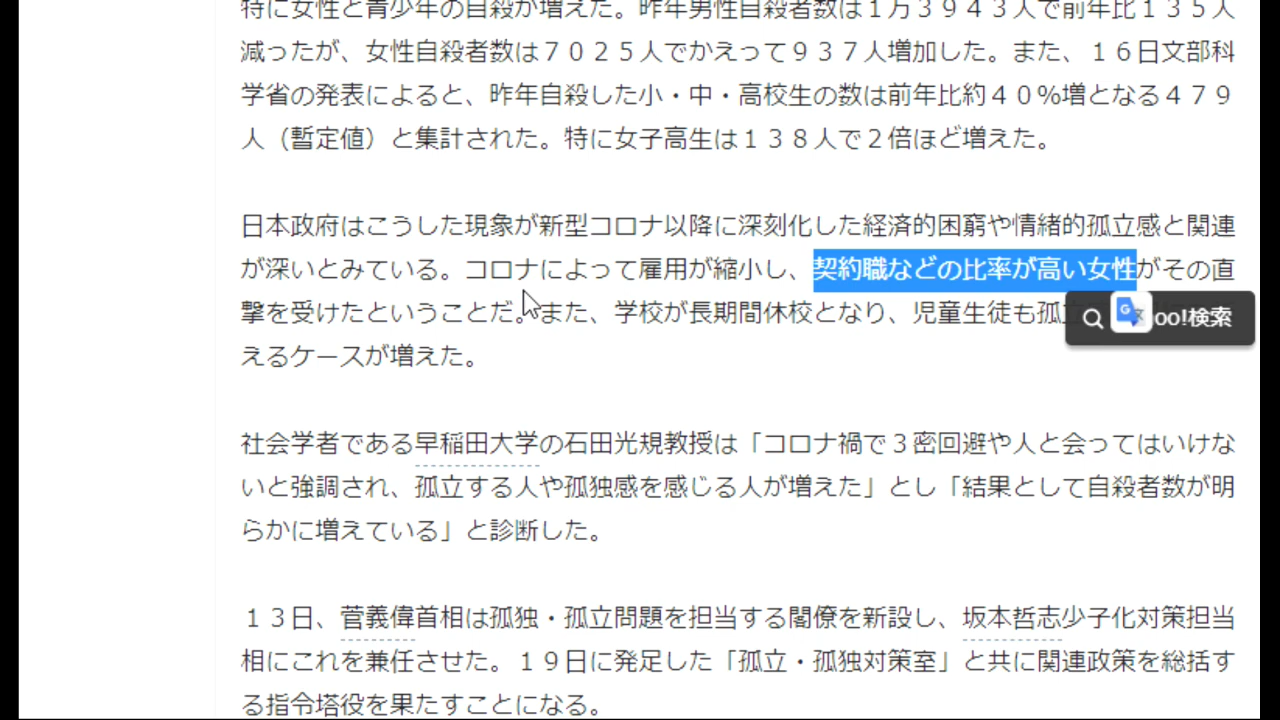 特に女性と青少年の自殺が増えた。昨年男性自殺者数は１万３９４３人で前年比１３５人
減ったが、女性自殺者数は７０２５人でかえって９３７人増加した。また、１６日文部科
学省の発表によると、昨年自殺した小・中・高校生の数は前年比約４０％増となる４７９
人（暫定値）と集計された。特に女子高生は１３８人で２倍ほど増えた。
日本政府はこうした現象が新型コロナ以降に深刻化した経済的困窮や情緒的孤立感と関連
が深いとみている。コロナによって雇用が縮小し、契約職などの比率が高い女性がその直
撃を受けたということだ。また、学校が長期間休校となり、児童生徒も孤立
oo!検索
えるケースが増えた。
社会学者である早稲田大学の石田光規教授は「コロナ禍で３密回避や人と会ってはいけな
いと強調され、孤立する人や孤独感を感じる人が増えた」とし「結果として自殺者数が明
らかに増えている」と診断した。
１３日、菅義偉首相は孤独・孤立問題を担当する閣僚を新設し、坂本哲志少子化対策担当
相にこれを兼任させた。１９日に発足した「孤立・孤独対策室」と共に関連政策を総括す
る指令塔役を果たすことになる。